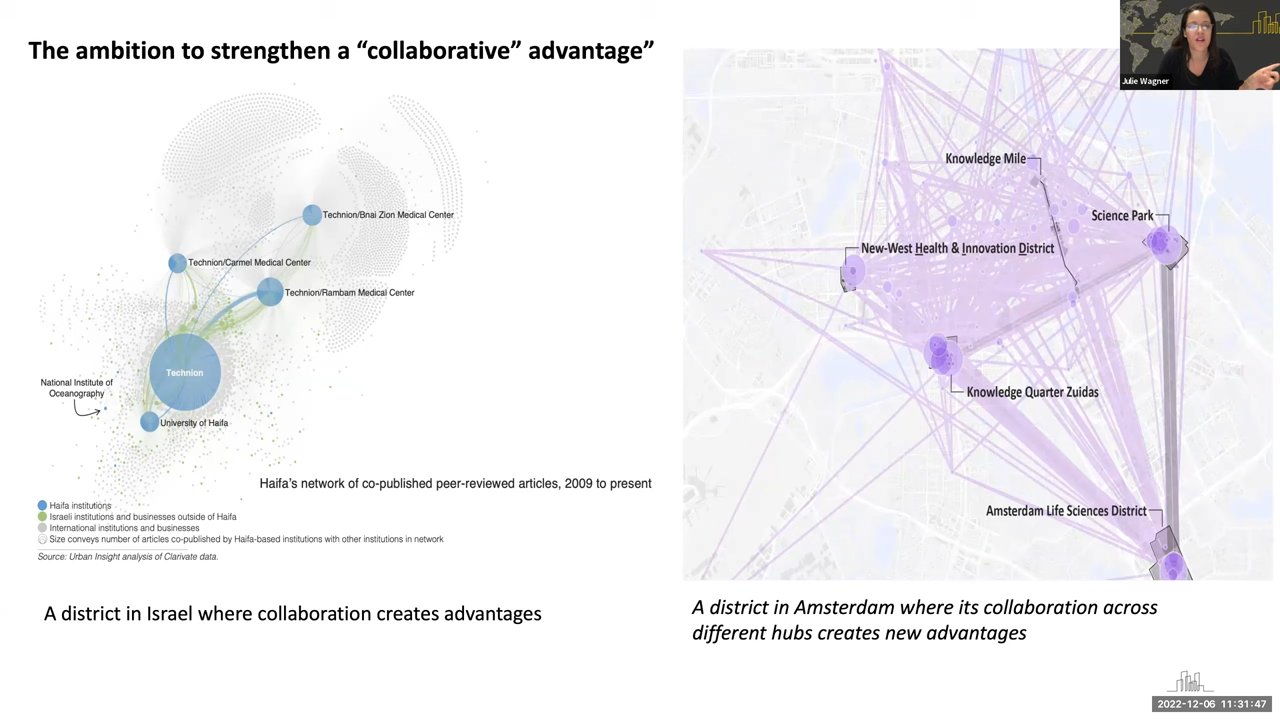 The ambition to strengthen a “collaborative” advantage”
Julie Wagner
Technion/Bnai Zion Medical Center
Technion/Carmel Medical Center
Technion/Rambam Medical Center
Technion
National Institute of
Oceanography
University of Haifa
Haifa's network of co-published peer-reviewed articles, 2009 to present
Haifa institutions
Israeli institutions and businesses outside of Haifa
International institutions and businesses
Size conveys number of articles co-published by Haifa-based institutions with other institutions in network
Source: Urban Insight analysis of Clarivate data.
A district in Israel where collaboration creates advantages
Knowledge Mile
Science Park
New-West Health & Innovation District
Knowledge Quarter Zuidas
Amsterdam Life Sciences District
A district in Amsterdam where its collaboration across
different hubs creates new advantages
2022-12-06 11:31:47